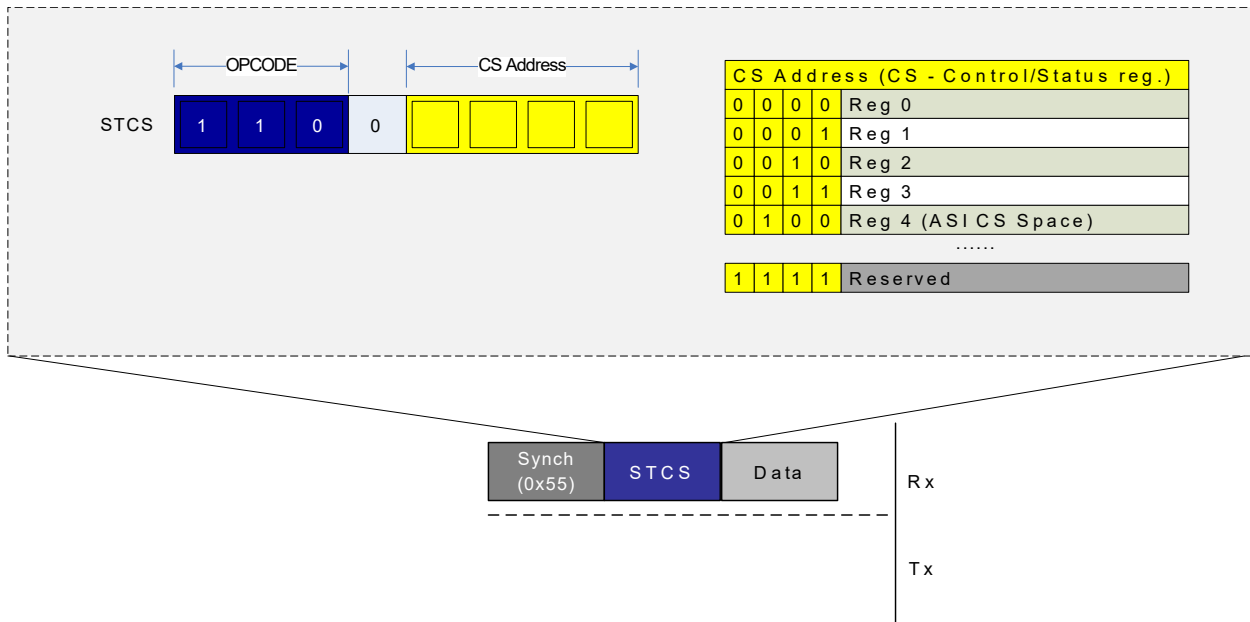 OPCODE
CS Address
STCS
1 1 0 0
CS Address (CS - Control/Status reg.)
0 0 0 0 Reg 0
0 0 0 1 Reg 1
0 0 1 0 Reg 2
0 0 1 1 Reg 3
0 1 0 0 Reg 4 (ASI CS Space)
......
1 1 1 1 Reserved
Synch
(0x55)
STCS
Data
Rx
Tx